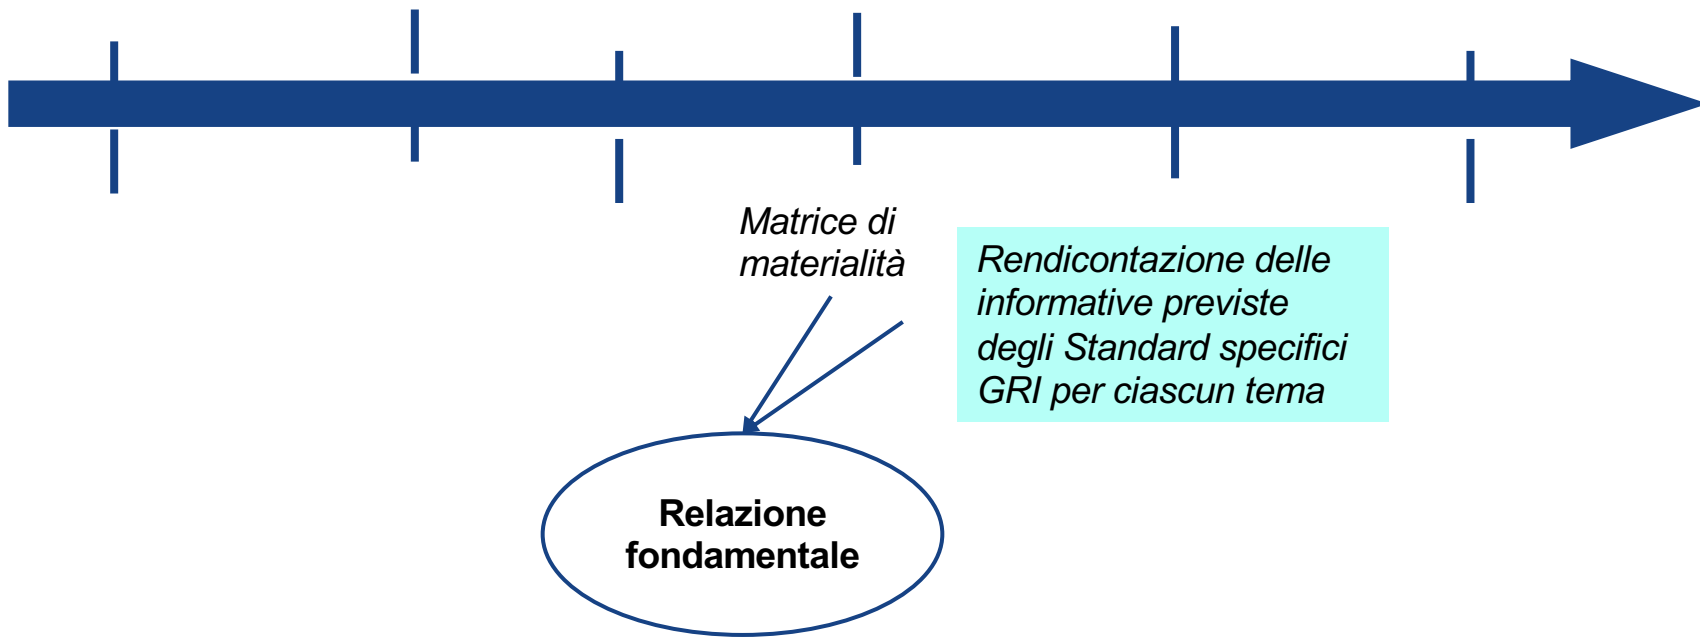 Matrice di
materialità
Rendicontazione delle
informative previste
degli Standard specifici
GRI per ciascun tema
Relazione
fondamentale